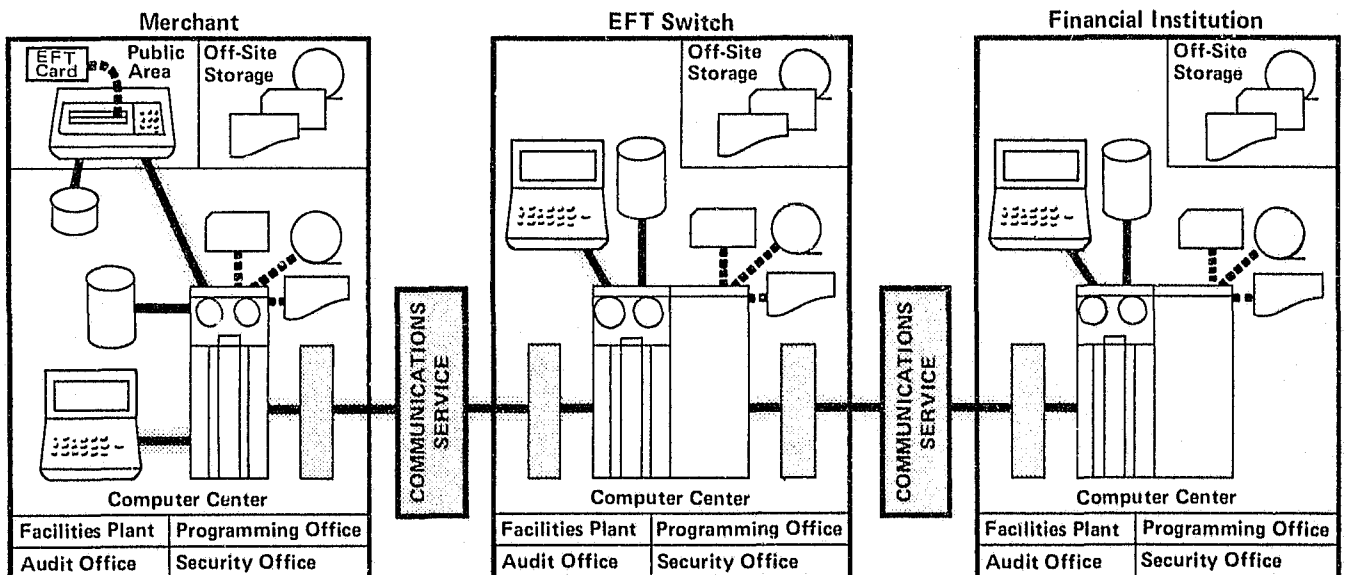 Merchant
EFT
Card
Public
Area
Off-Site
Storage
COMMUNICATIONS
SERVICE
Computer Center
Facilities Plant
Programming Office
Audit Office
Security Office
EFT Switch
Off-Site
Storage
COMMUNICATIONS
SERVICE
Computer Center
Facilities Plant
Programming Office
Audit Office
Security Office
Financial Institution
Off-Site
Storage
Computer Center
Facilities Plant
Programming Office
Audit Office
Security Office